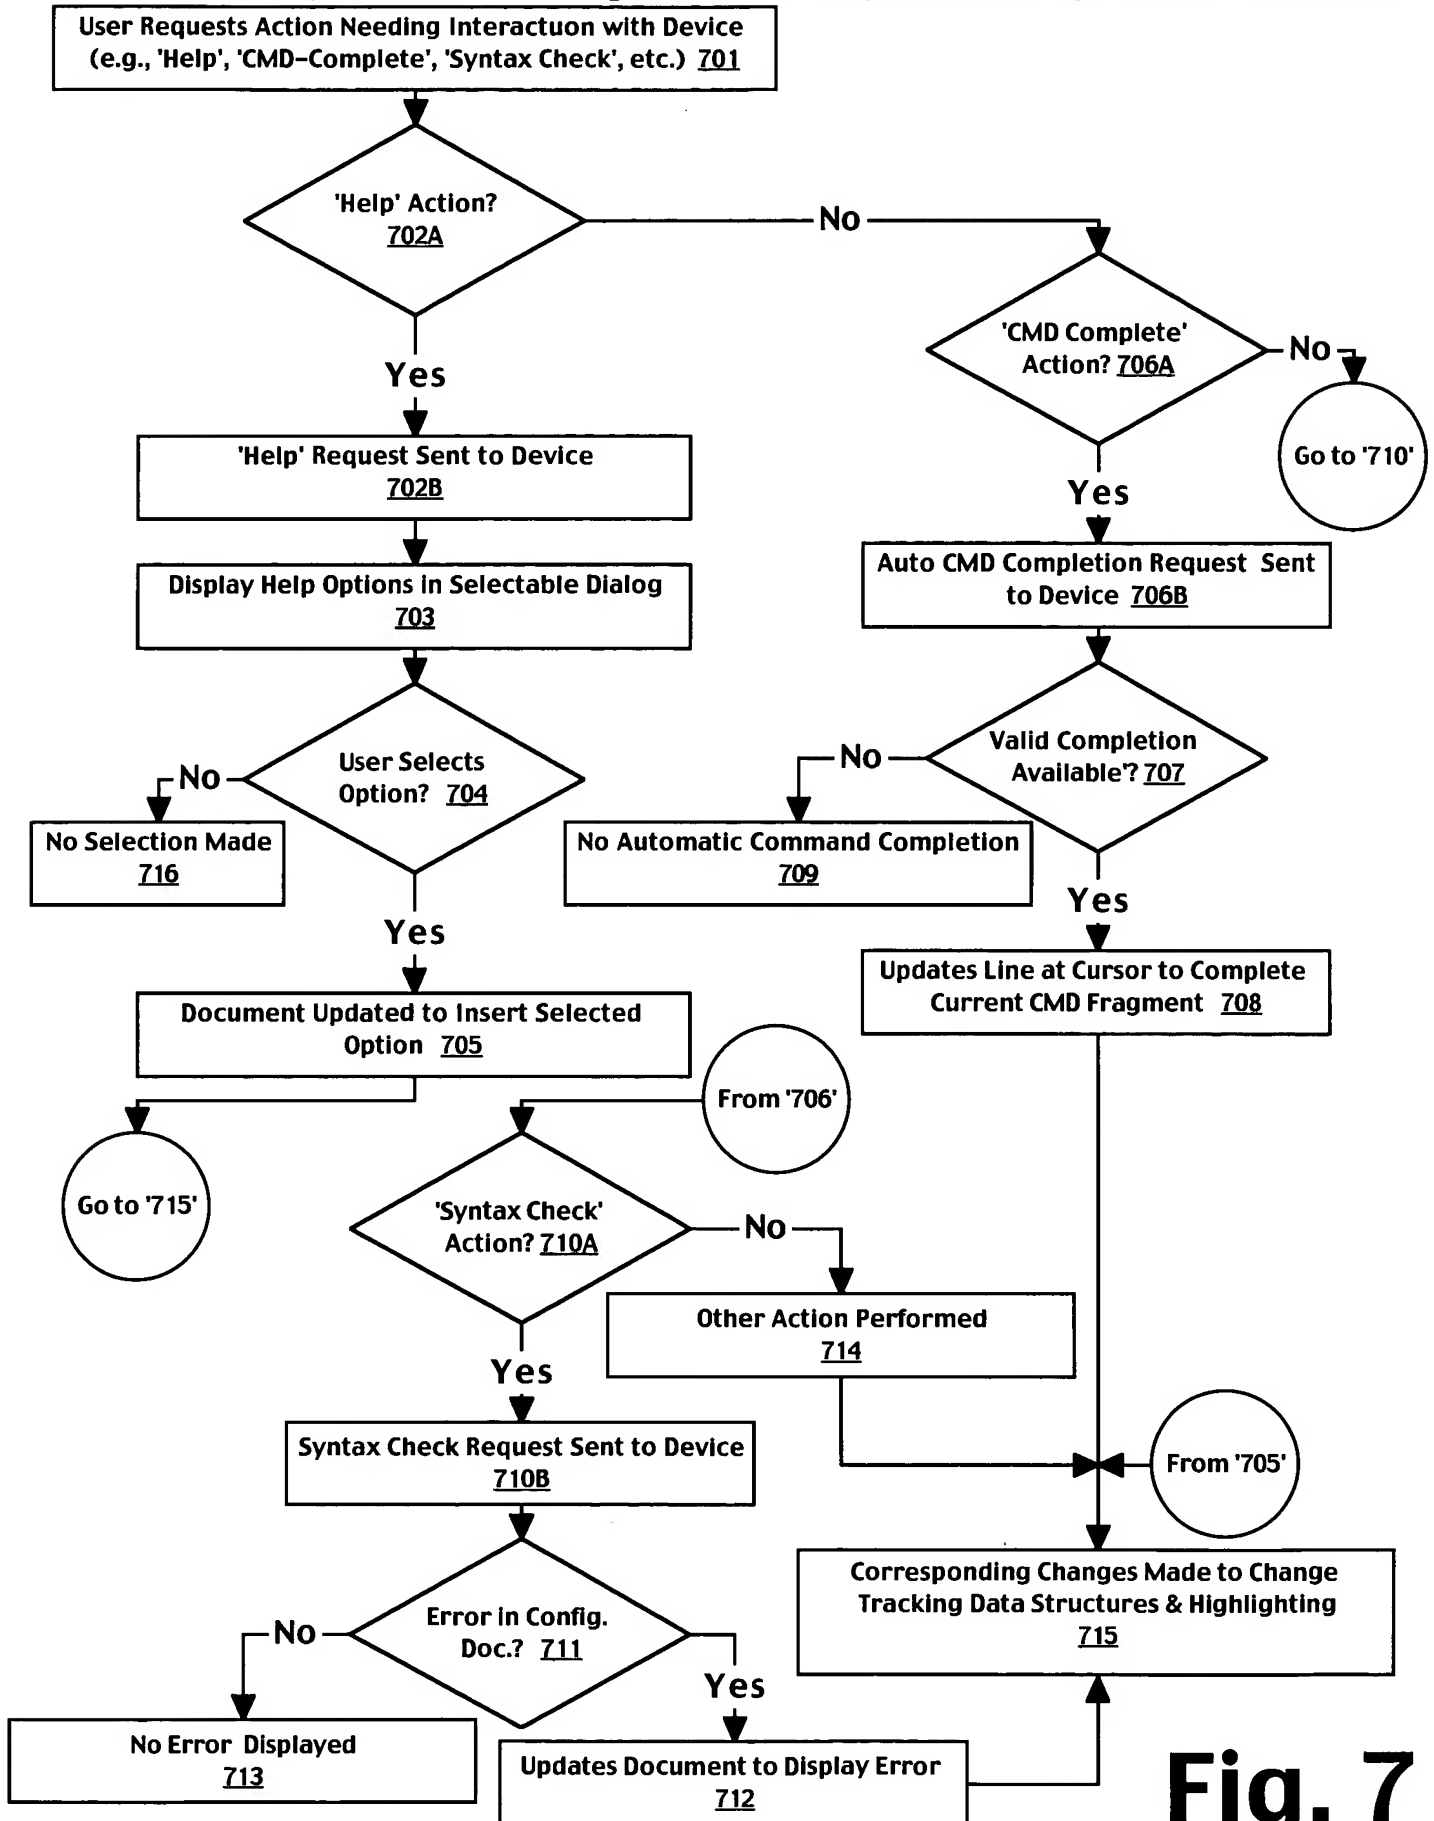 User Requests Action Needing Interactuon with Device
(e.g., 'Help', 'CMD-Complete', 'Syntax Check', etc.) 701
'Help' Action?
702A
No
'CMD Complete'
Action? 706A
No
Go to '710'
Yes
'Help' Request Sent to Device
702B
Yes
Auto CMD Completion Request Sent
to Device 706B
Display Help Options in Selectable Dialog
703
User Selects
Option? 704
No
No Selection Made
716
Valid Completion
Available'? 707
No
No Automatic Command Completion
709
Yes
Yes
Updates Line at Cursor to Complete
Current CMD Fragment 708
Document Updated to Insert Selected
Option 705
Go to '715'
From '706'
'Syntax Check'
Action? 710A
No
Other Action Performed
714
Yes
Syntax Check Request Sent to Device
710B
From '705'
Corresponding Changes Made to Change
Tracking Data Structures & Highlighting
715
Error in Config.
Doc.? 711
No
Yes
No Error Displayed
713
Updates Document to Display Error
712
Fig. 7